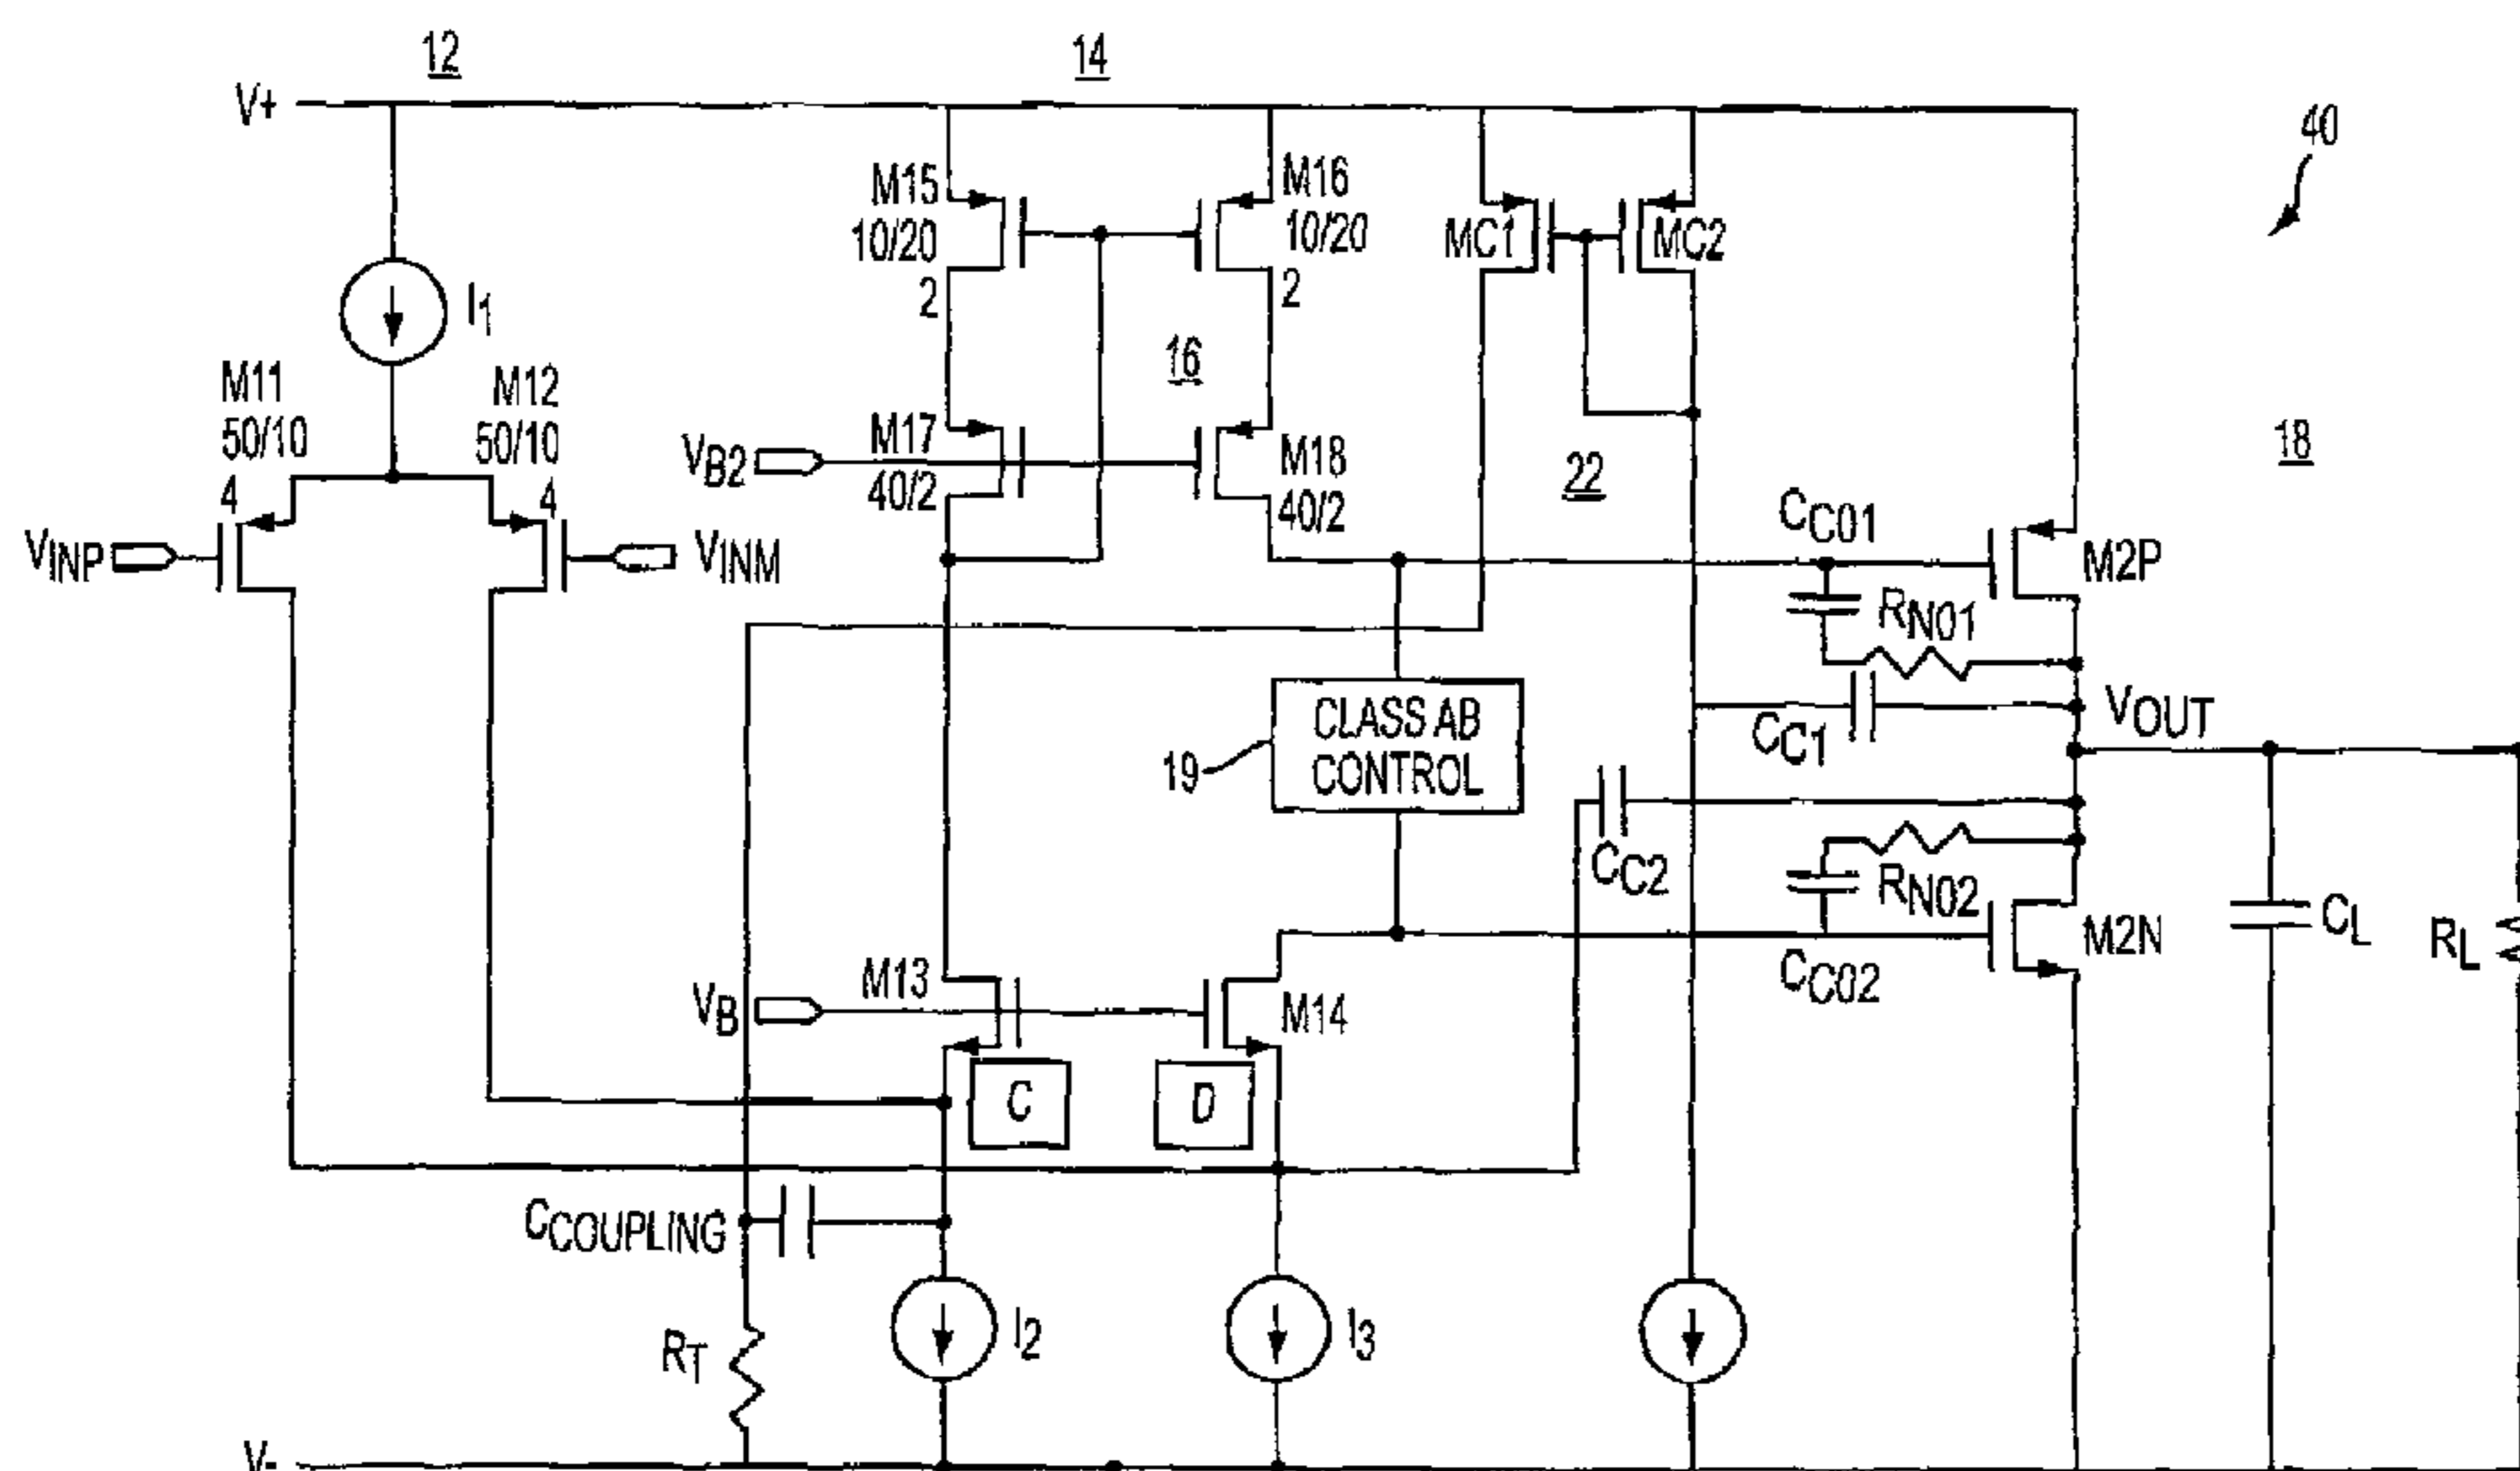 12
14
V+
40
M15
10/20
2
M16
10/20
2
MC1
MC2
I1
16
M11
50/10
4
M12
50/10
4
VB2
M17
40/2
M18
40/2
22
18
VINP
VINM
CC01
M2P
RN01
CLASS AB
CONTROL
19
CC1
VOUT
CC2
RN02
CC02
M2N
CL
RL
VB
M13
M14
C
D
CCOUPLING
RT
I2
I3
V-